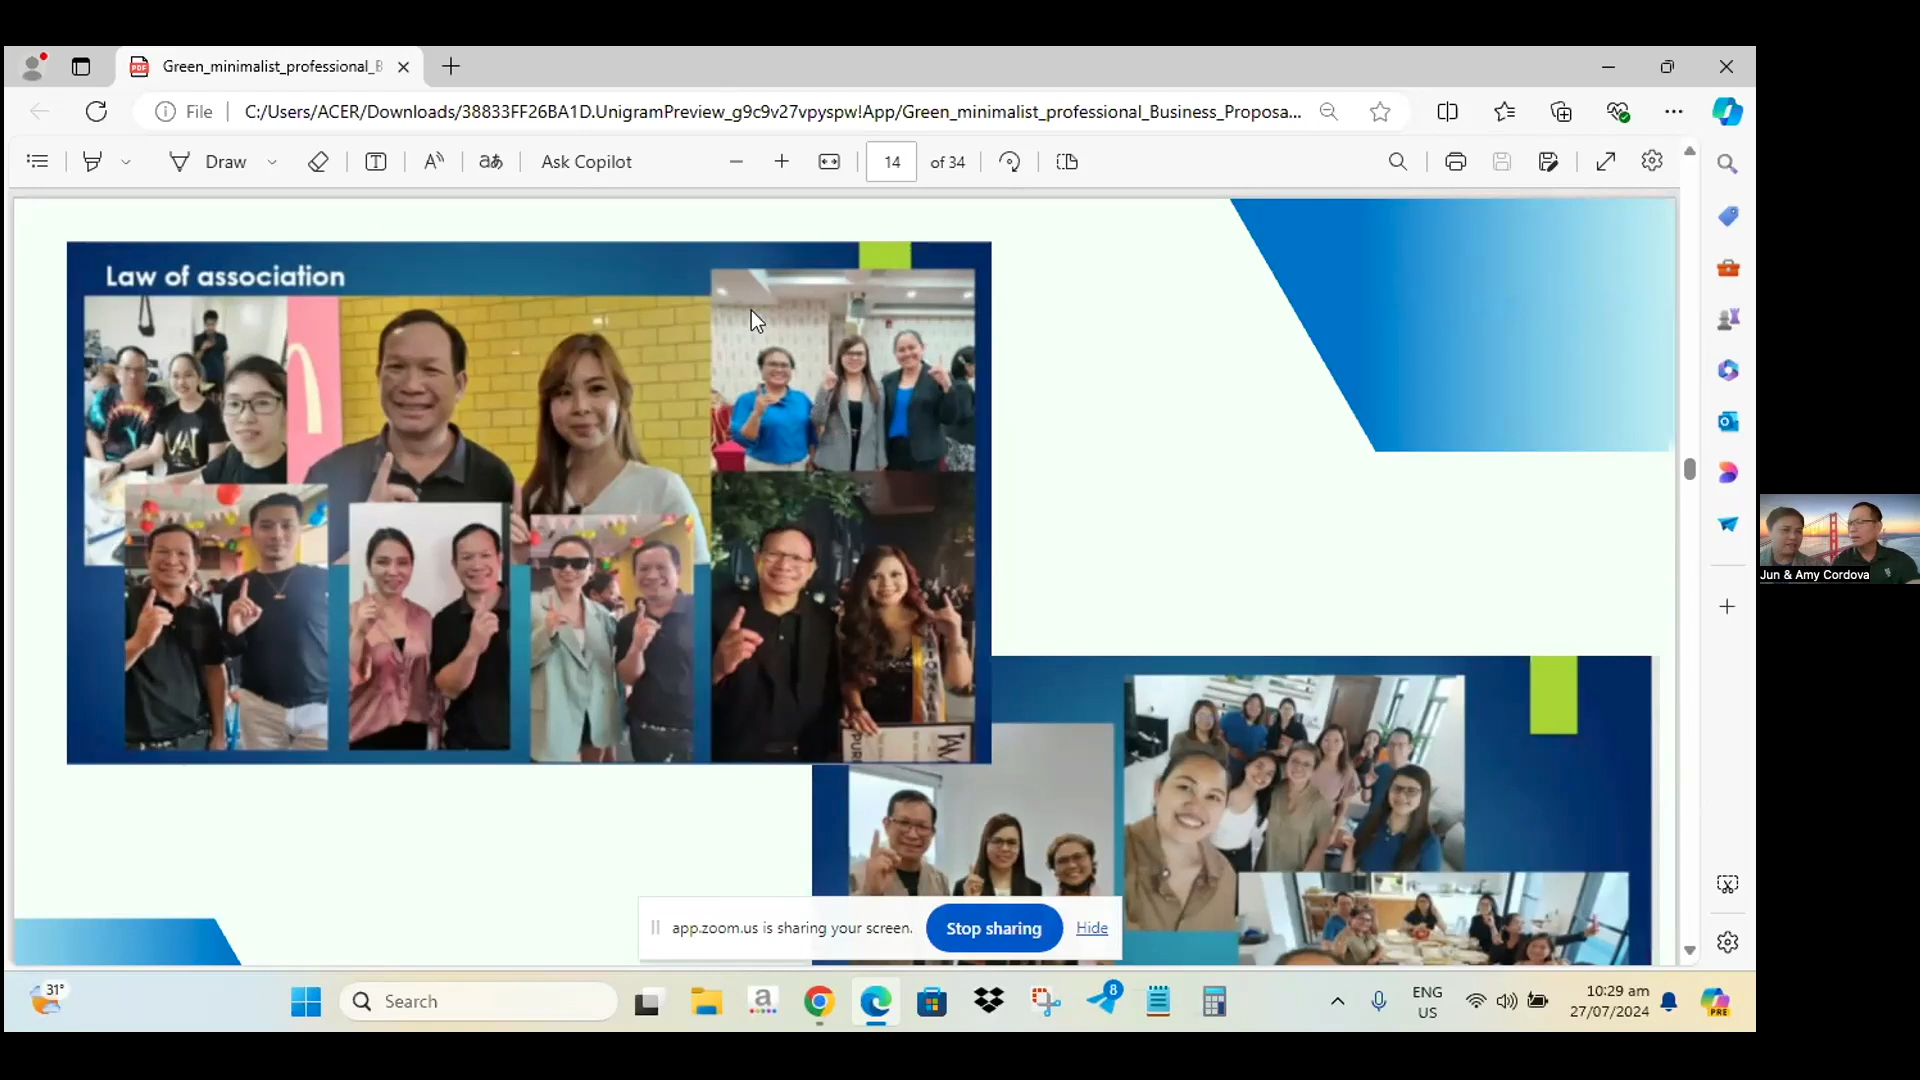 Green_minimalist_professional_B
File
C:/Users/ACER/Downloads/38833FF26BA1D.UnigramPreview_g9c9v27vpyspw!App/Green_minimalist_professional_Business_Proposa...
Draw
Ask Copilot
14 of 34
Law of association
Jun & Amy Cordova
app.zoom.us is sharing your screen. Stop sharing Hide
31°
Search
8
ENG
US
10:29 am
27/07/2024
PRE